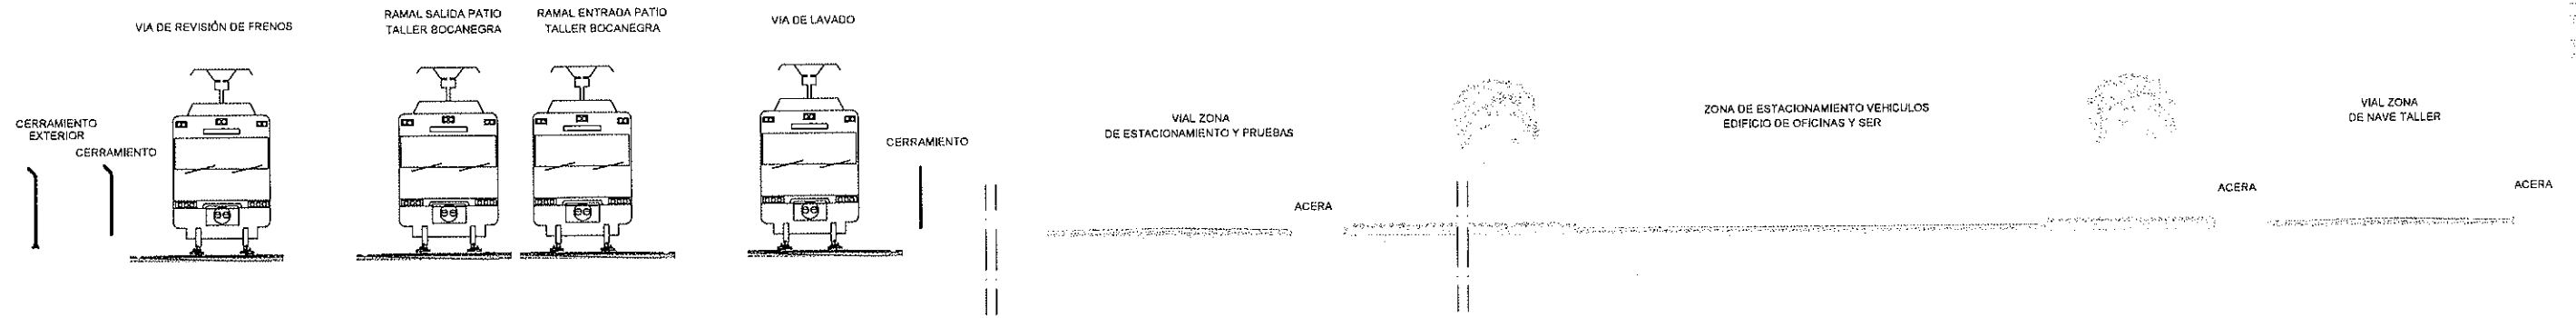 VIA DE REVISIÓN DE FRENOS
RAMAL SALIDA PATIO
TALLER BOCANEGRA
RAMAL ENTRADA PATIO
TALLER BOCANEGRA
VIA DE LAVADO
CERRAMIENTO
EXTERIOR
CERRAMIENTO
CERRAMIENTO
VIAL ZONA
DE ESTACIONAMIENTO Y PRUEBAS
ACERA
ZONA DE ESTACIONAMIENTO VEHICULOS
EDIFICIO DE OFICINAS Y SER
VIAL ZONA
DE NAVE TALLER
ACERA
ACERA